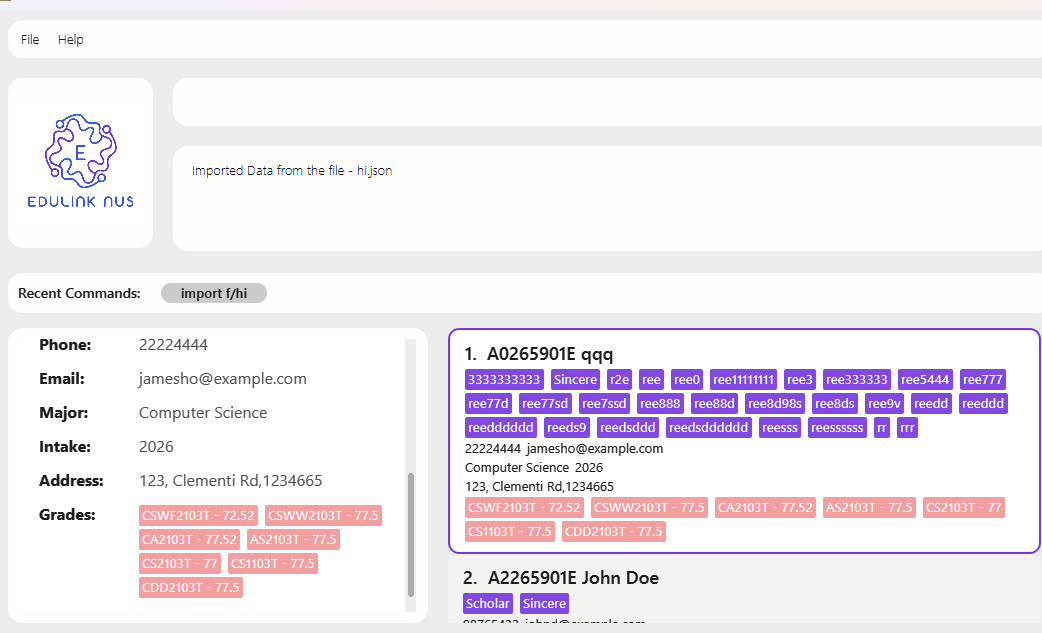 File Help
E
EDULINK NUS
Imported Data from the file - hi.json
Recent Commands: import f/hi
Phone: 22224444
Email: jamesho@example.com
Major: Computer Science
Intake: 2026
Address: 123, Clementi Rd,1234665
Grades: CSWF2103T - 72.52 CSWW2103T - 77.5
CA2103T - 77.52 AS2103T - 77.5
CS2103T - 77 CS1103T - 77.5
CDD2103T - 77.5
1. A0265901E qqq
3333333333 Sincere r2e ree ree0 ree11111111 ree3 ree333333 ree5444 ree777
ree77d ree77sd ree7ssd ree888 ree88d ree8d98s ree8ds ree9v reedd reeddd
reedddddd reeds9 reedsddd reedsdddddd reesss reessssss rr rrr
22224444 jamesho@example.com
Computer Science 2026
123, Clementi Rd,1234665
CSWF2103T - 72.52 CSWW2103T - 77.5 CA2103T - 77.52 AS2103T - 77.5 CS2103T - 77
CS1103T - 77.5 CDD2103T - 77.5
2. A2265901E John Doe
Scholar Sincere